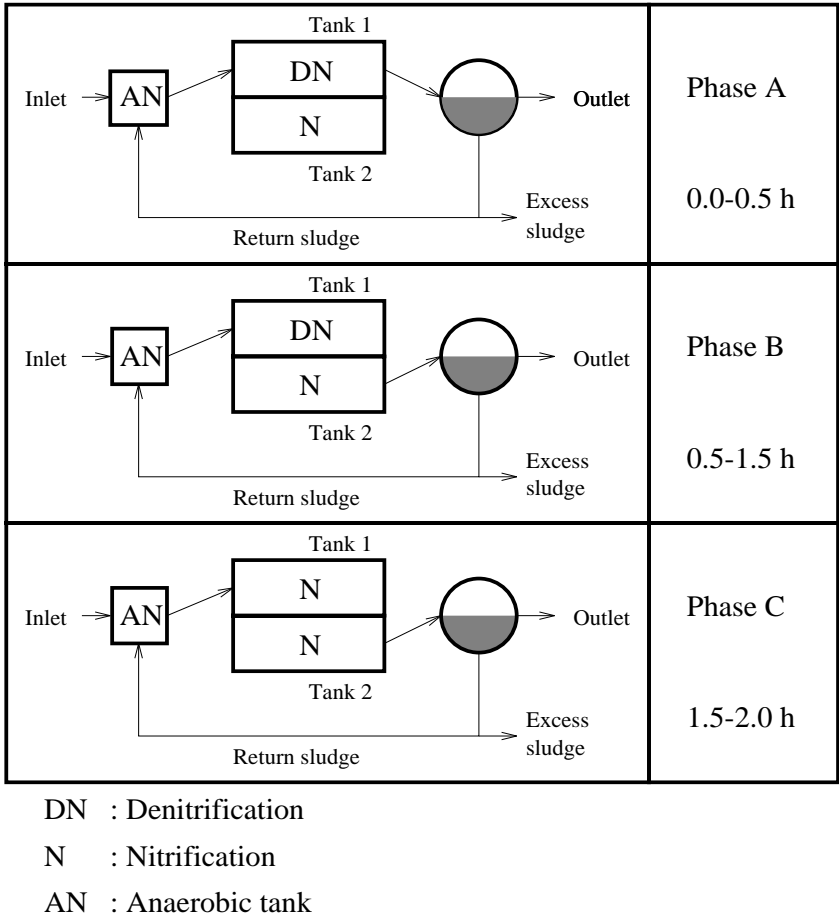 Tank 1
Inlet
AN
DN
N
Outlet
Tank 2
Return sludge
Excess
sludge
Phase A
0.0-0.5 h
Tank 1
Inlet
AN
DN
N
Outlet
Tank 2
Return sludge
Excess
sludge
Phase B
0.5-1.5 h
Tank 1
Inlet
AN
N
N
Outlet
Tank 2
Return sludge
Excess
sludge
Phase C
1.5-2.0 h
DN : Denitrification
N : Nitrification
AN : Anaerobic tank